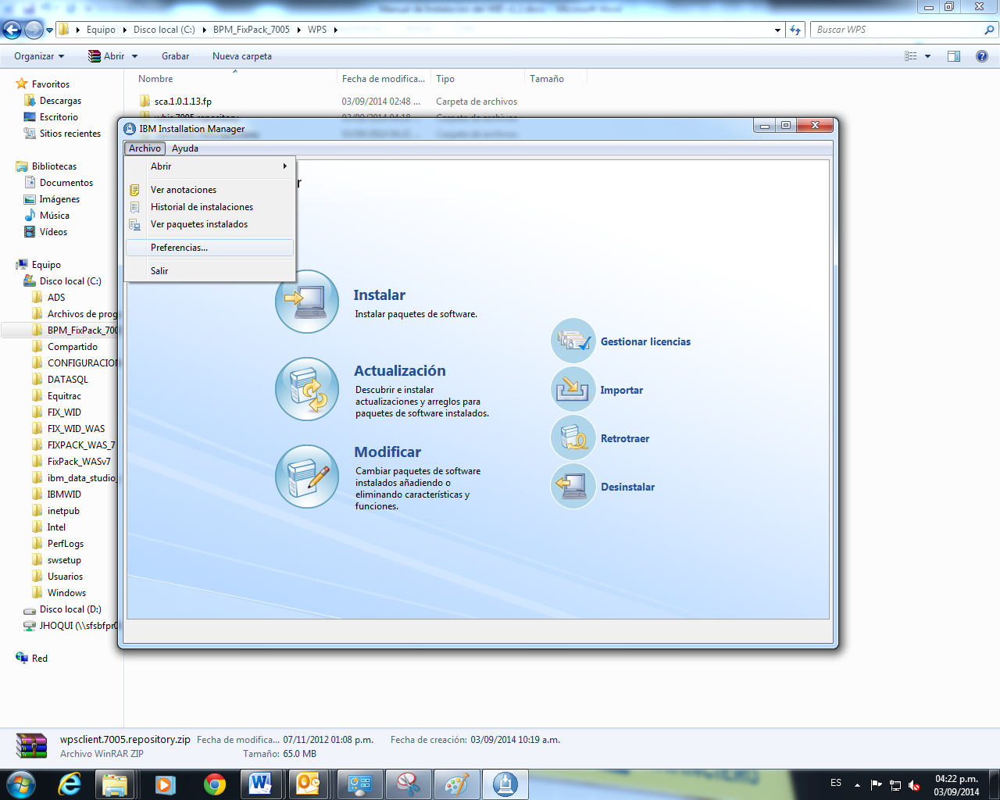 Equipo
Disco local (C:)
BPM_FixPack_7005
WPS
Buscar WPS
Organizar
Abrir
Grabar
Nueva carpeta
Nombre
Fecha de modifica...
Tipo
Tamaño
Favoritos
Descargas
Escritorio
Sitios recientes
Bibliotecas
Documentos
Imágenes
Música
Vídeos
Equipo
Disco local (C:)
ADS
Archivos de prog
BPM_FixPack_700
Compartido
CONFIGURACION
DATASQL
Equitrac
FIX_WID
FIX_WID_WAS
FIXPACK_WAS_7
FixPack_WASv7
ibm_data_studio_
IBMWID
inetpub
Intel
PerfLogs
swsetup
Usuarios
Windows
Disco local (D:)
JHOQUI (\\sfsbfpr0
Red
sca.1.0.1.13.fp
03/09/2014 02:48 ...
Carpeta de archivos
IBM Installation Manager
Archivo
Ayuda
Abrir
Ver anotaciones
Historial de instalaciones
Ver paquetes instalados
Preferencias...
Salir
r
Instalar
Instalar paquetes de software.
Actualización
Descubrir e instalar
actualizaciones y arreglos para
paquetes de software instalados.
Modificar
Cambiar paquetes de software
instalados añadiendo o
eliminando características y
funciones.
Gestionar licencias
Importar
Retrotraer
Desinstalar
wpsclient.7005.repository.zip
Fecha de modifica... 07/11/2012 01:08 p.m.
Fecha de creación: 03/09/2014 10:19 a.m.
Archivo WinRAR ZIP
Tamaño: 65.0 MB
ES
04:22 p.m.
03/09/2014